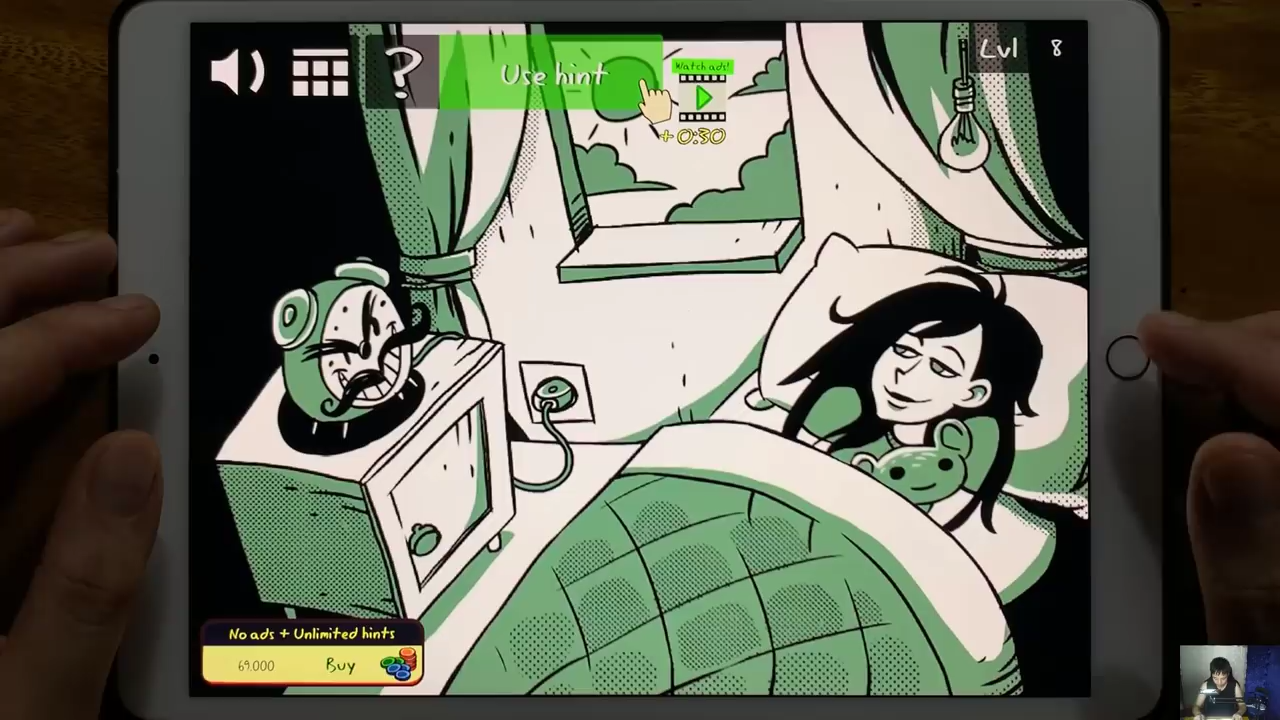 Use hint
Watch ads!
+0:30
Lvl 8
No ads + Unlimited hints
69.000 Buy